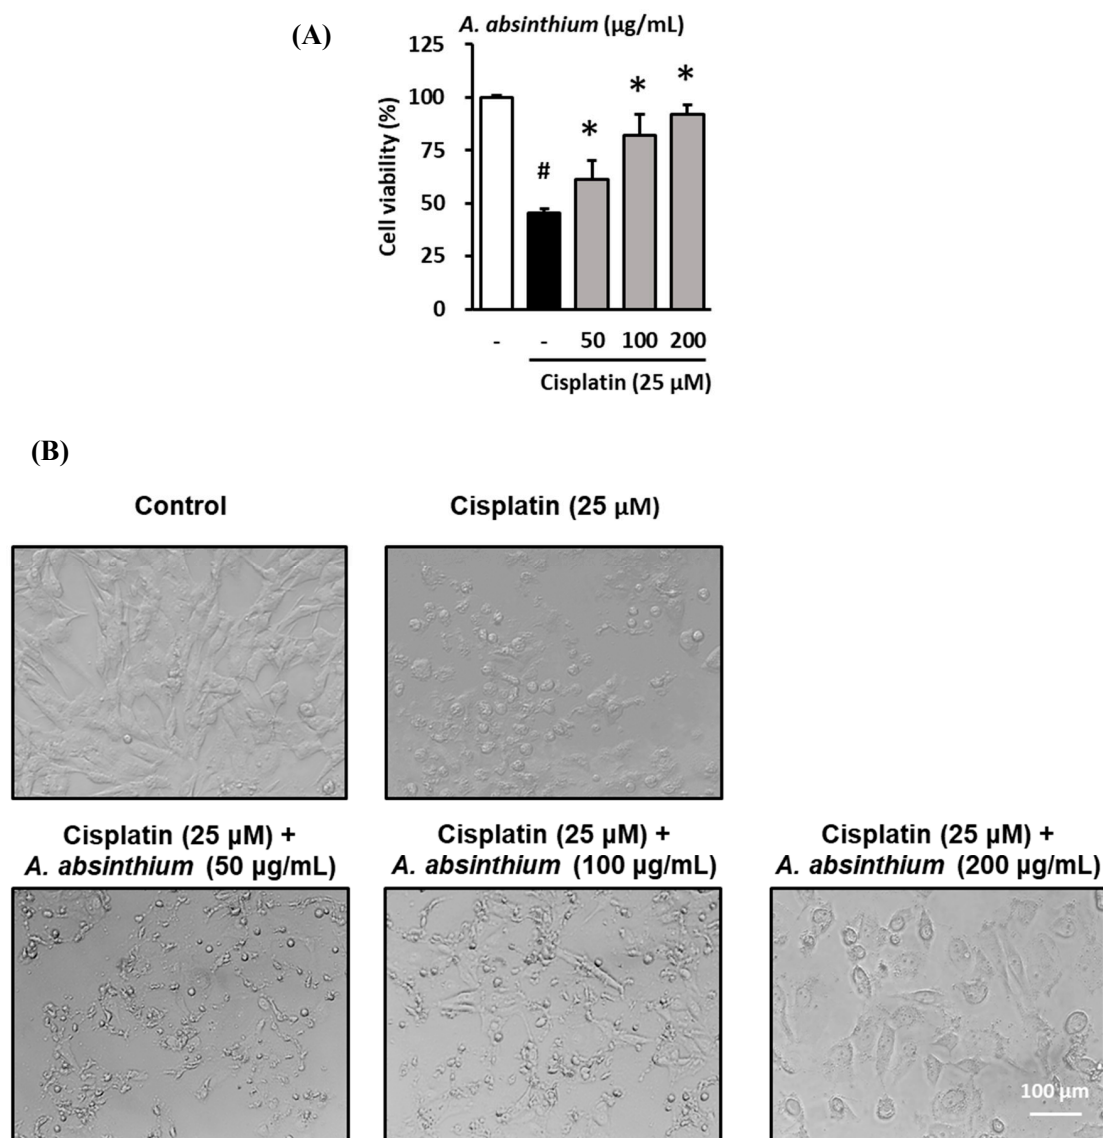 (A)
A. absinthium (µg/mL)
Cell viability (%)
125
100
75
50
25
0
#
*
*
*
- - 50 100 200
Cisplatin (25 µM)
(B)
Control
Cisplatin (25 µM)
Cisplatin (25 µM) +
A. absinthium (50 µg/mL)
Cisplatin (25 µM) +
A. absinthium (100 µg/mL)
Cisplatin (25 µM) +
A. absinthium (200 µg/mL)
100 µm